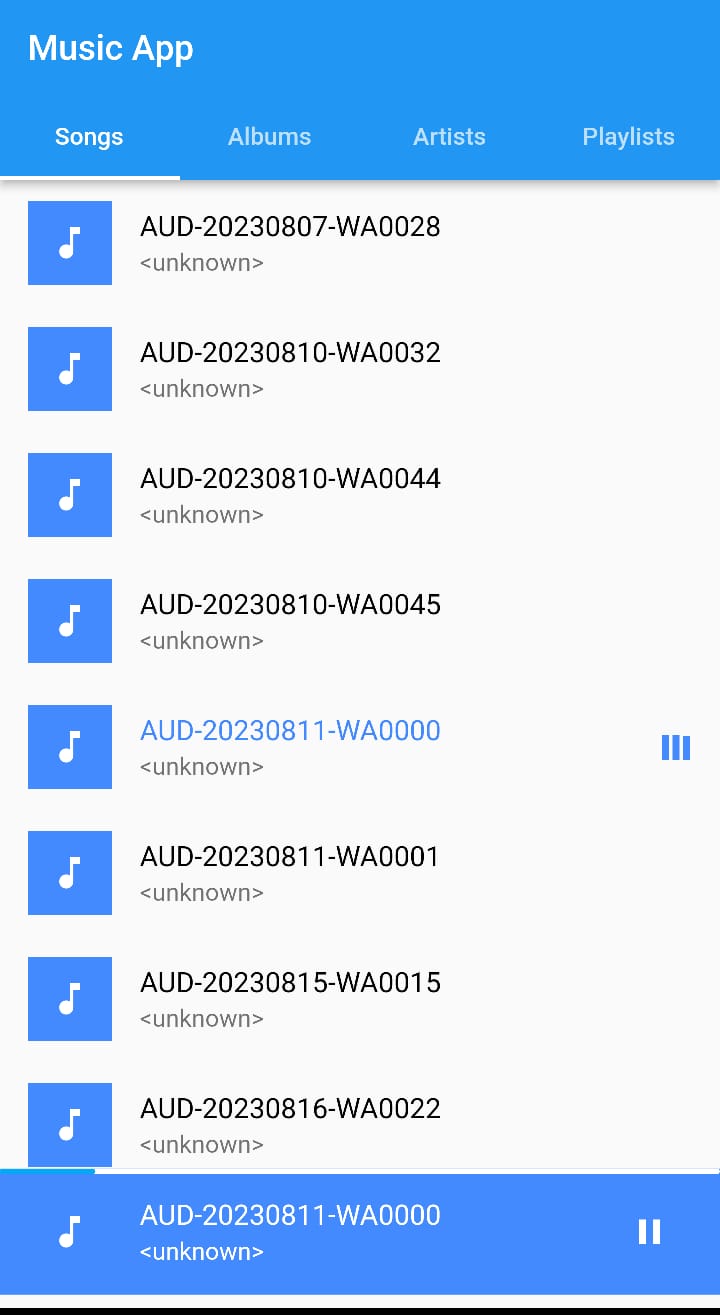 Music App
Songs Albums Artists Playlists
AUD-20230807-WA0028
<unknown>
AUD-20230810-WA0032
<unknown>
AUD-20230810-WA0044
<unknown>
AUD-20230810-WA0045
<unknown>
AUD-20230811-WA0000
<unknown>
AUD-20230811-WA0001
<unknown>
AUD-20230815-WA0015
<unknown>
AUD-20230816-WA0022
<unknown>
AUD-20230811-WA0000
<unknown>